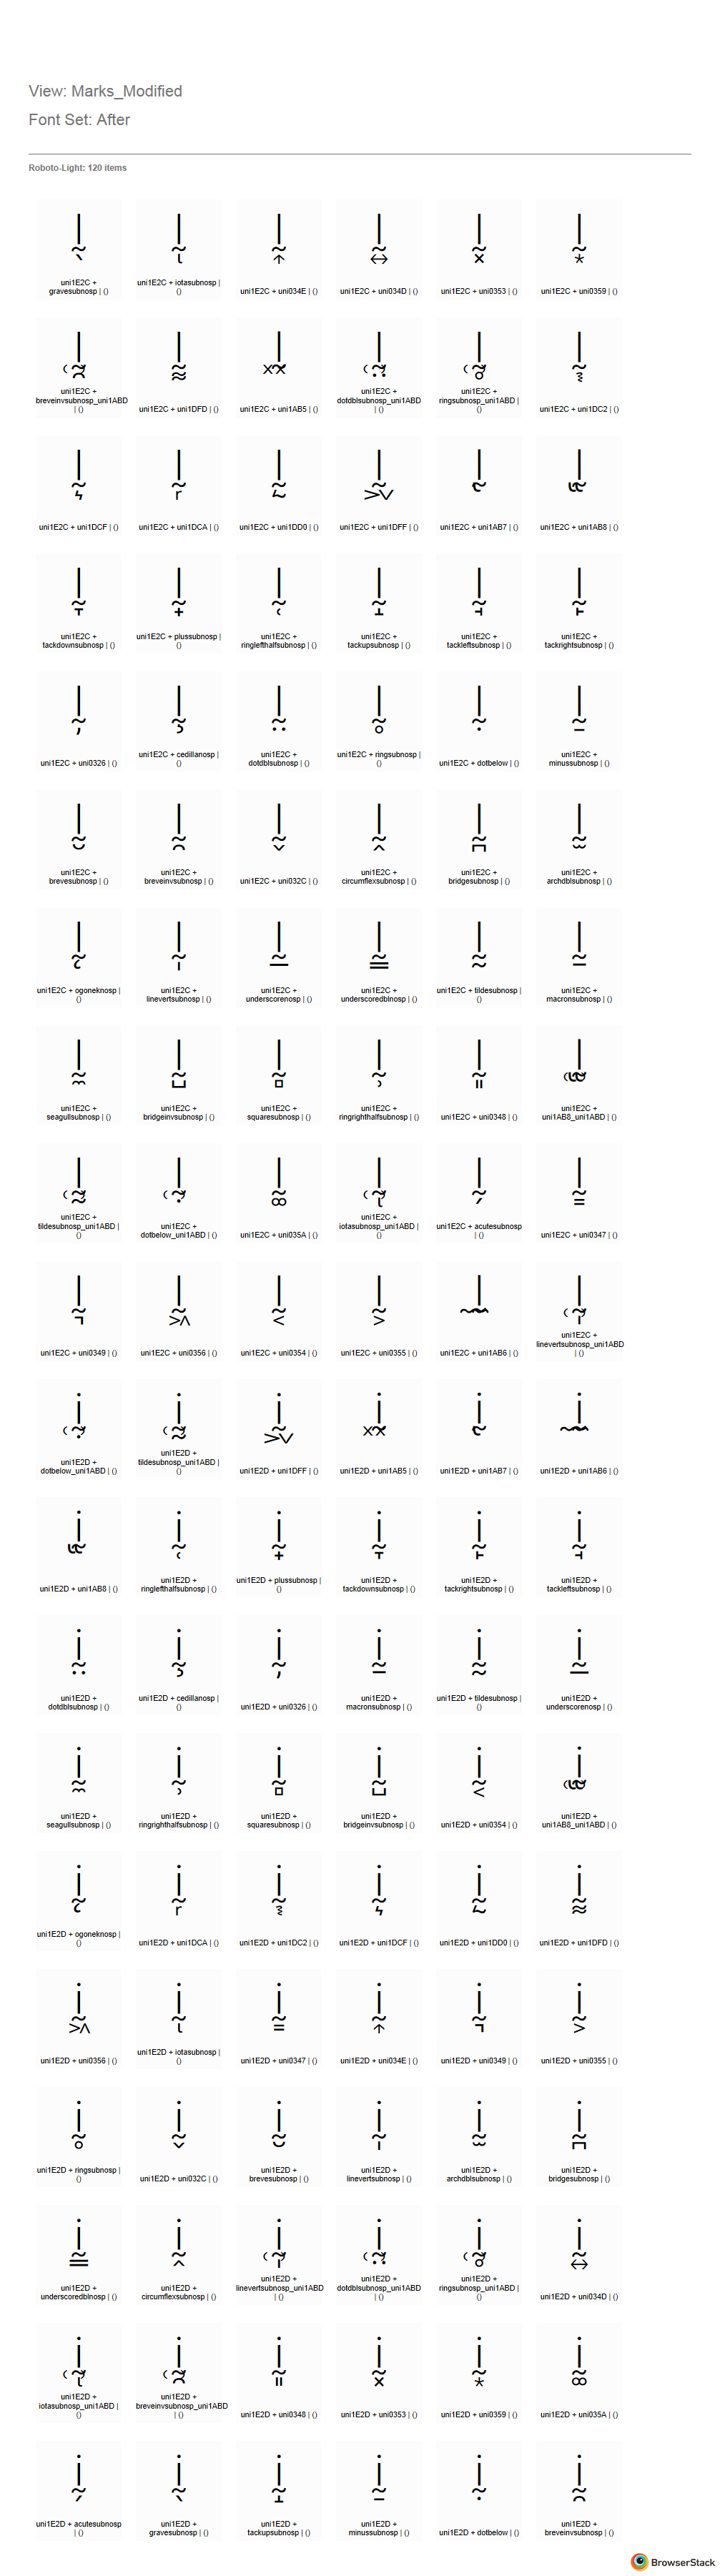 View: Marks_Modified
Font Set: After
Roboto-Light: 120 items
uni1E2C +
gravesubnosp | ()
uni1E2C + iotasubnosp |
()
uni1E2C + uni034E | ()
uni1E2C + uni034D | ()
uni1E2C + uni0353 | ()
uni1E2C + uni0359 | ()
uni1E2C +
breveinvsubnosp_uni1ABD
| ()
uni1E2C + uni1DFD | ()
uni1E2C + uni1AB5 | ()
uni1E2C +
dotdblsubnosp_uni1ABD
| ()
uni1E2C +
ringsubnosp_uni1ABD |
()
uni1E2C + uni1DC2 | ()
uni1E2C + uni1DCF | ()
uni1E2C + uni1DCA | ()
uni1E2C + uni1DD0 | ()
uni1E2C + uni1DFF | ()
uni1E2C + uni1AB7 | ()
uni1E2C + uni1AB8 | ()
uni1E2C +
tackdownsubnosp | ()
uni1E2C + plussubnosp |
()
uni1E2C +
ringlefthalfsubnosp | ()
uni1E2C +
tackupsubnosp | ()
uni1E2C +
tackleftsubnosp | ()
uni1E2C +
tackrightsubnosp | ()
uni1E2C + uni0326 | ()
uni1E2C + cedillanosp |
()
uni1E2C +
dotdblsubnosp | ()
uni1E2C + ringsubnosp |
()
uni1E2C + dotbelow | ()
uni1E2C +
minussubnosp | ()
uni1E2C +
brevesubnosp | ()
uni1E2C +
breveinvsubnosp | ()
uni1E2C + uni032C | ()
uni1E2C +
circumflexsubnosp | ()
uni1E2C +
bridgesubnosp | ()
uni1E2C +
archdblsubnosp | ()
uni1E2C + ogoneknosp |
()
uni1E2C +
linevertsubnosp | ()
uni1E2C +
underscorenosp | ()
uni1E2C +
underscoredblnosp | ()
uni1E2C + tildesubnosp |
()
uni1E2C +
macronsubnosp | ()
uni1E2C +
seagullsubnosp | ()
uni1E2C +
bridgeinvsubnosp | ()
uni1E2C +
squaresubnosp | ()
uni1E2C +
ringrighthalfsubnosp | ()
uni1E2C + uni0348 | ()
uni1E2C +
uni1AB8_uni1ABD | ()
uni1E2C +
tildesubnosp_uni1ABD |
()
uni1E2C +
dotbelow_uni1ABD | ()
uni1E2C + uni035A | ()
uni1E2C +
iotasubnosp_uni1ABD |
()
uni1E2C + acutesubnosp
| ()
uni1E2C + uni0347 | ()
uni1E2C + uni0349 | ()
uni1E2C + uni0356 | ()
uni1E2C + uni0354 | ()
uni1E2C + uni0355 | ()
uni1E2C + uni1AB6 | ()
uni1E2C +
linevertsubnosp_uni1ABD
| ()
uni1E2D +
dotbelow_uni1ABD | ()
uni1E2D +
tildesubnosp_uni1ABD |
()
uni1E2D + uni1DFF | ()
uni1E2D + uni1AB5 | ()
uni1E2D + uni1AB7 | ()
uni1E2D + uni1AB6 | ()
uni1E2D + uni1AB8 | ()
uni1E2D +
ringlefthalfsubnosp | ()
uni1E2D + plussubnosp |
()
uni1E2D +
tackdownsubnosp | ()
uni1E2D +
tackrightsubnosp | ()
uni1E2D +
tackleftsubnosp | ()
uni1E2D +
dotdblsubnosp | ()
uni1E2D + cedillanosp |
()
uni1E2D + uni0326 | ()
uni1E2D +
macronsubnosp | ()
uni1E2D + tildesubnosp |
()
uni1E2D +
underscorenosp | ()
uni1E2D +
seagullsubnosp | ()
uni1E2D +
ringrighthalfsubnosp | ()
uni1E2D +
squaresubnosp | ()
uni1E2D +
bridgeinvsubnosp | ()
uni1E2D + uni0354 | ()
uni1E2D +
uni1AB8_uni1ABD | ()
uni1E2D + ogoneknosp |
()
uni1E2D + uni1DCA | ()
uni1E2D + uni1DC2 | ()
uni1E2D + uni1DCF | ()
uni1E2D + uni1DD0 | ()
uni1E2D + uni1DFD | ()
uni1E2D + uni0356 | ()
uni1E2D + iotasubnosp |
()
uni1E2D + uni0347 | ()
uni1E2D + uni034E | ()
uni1E2D + uni0349 | ()
uni1E2D + uni0355 | ()
uni1E2D + ringsubnosp |
()
uni1E2D + uni032C | ()
uni1E2D +
brevesubnosp | ()
uni1E2D +
linevertsubnosp | ()
uni1E2D +
archdblsubnosp | ()
uni1E2D +
bridgesubnosp | ()
uni1E2D +
underscoredblnosp | ()
uni1E2D +
circumflexsubnosp | ()
uni1E2D +
linevertsubnosp_uni1ABD
| ()
uni1E2D +
dotdblsubnosp_uni1ABD
| ()
uni1E2D +
ringsubnosp_uni1ABD |
()
uni1E2D + uni034D | ()
uni1E2D +
iotasubnosp_uni1ABD |
()
uni1E2D +
breveinvsubnosp_uni1ABD
| ()
uni1E2D + uni0348 | ()
uni1E2D + uni0353 | ()
uni1E2D + uni0359 | ()
uni1E2D + uni035A | ()
uni1E2D + acutesubnosp
| ()
uni1E2D +
gravesubnosp | ()
uni1E2D +
tackupsubnosp | ()
uni1E2D +
minussubnosp | ()
uni1E2D + dotbelow | ()
uni1E2D +
breveinvsubnosp | ()
BrowserStack